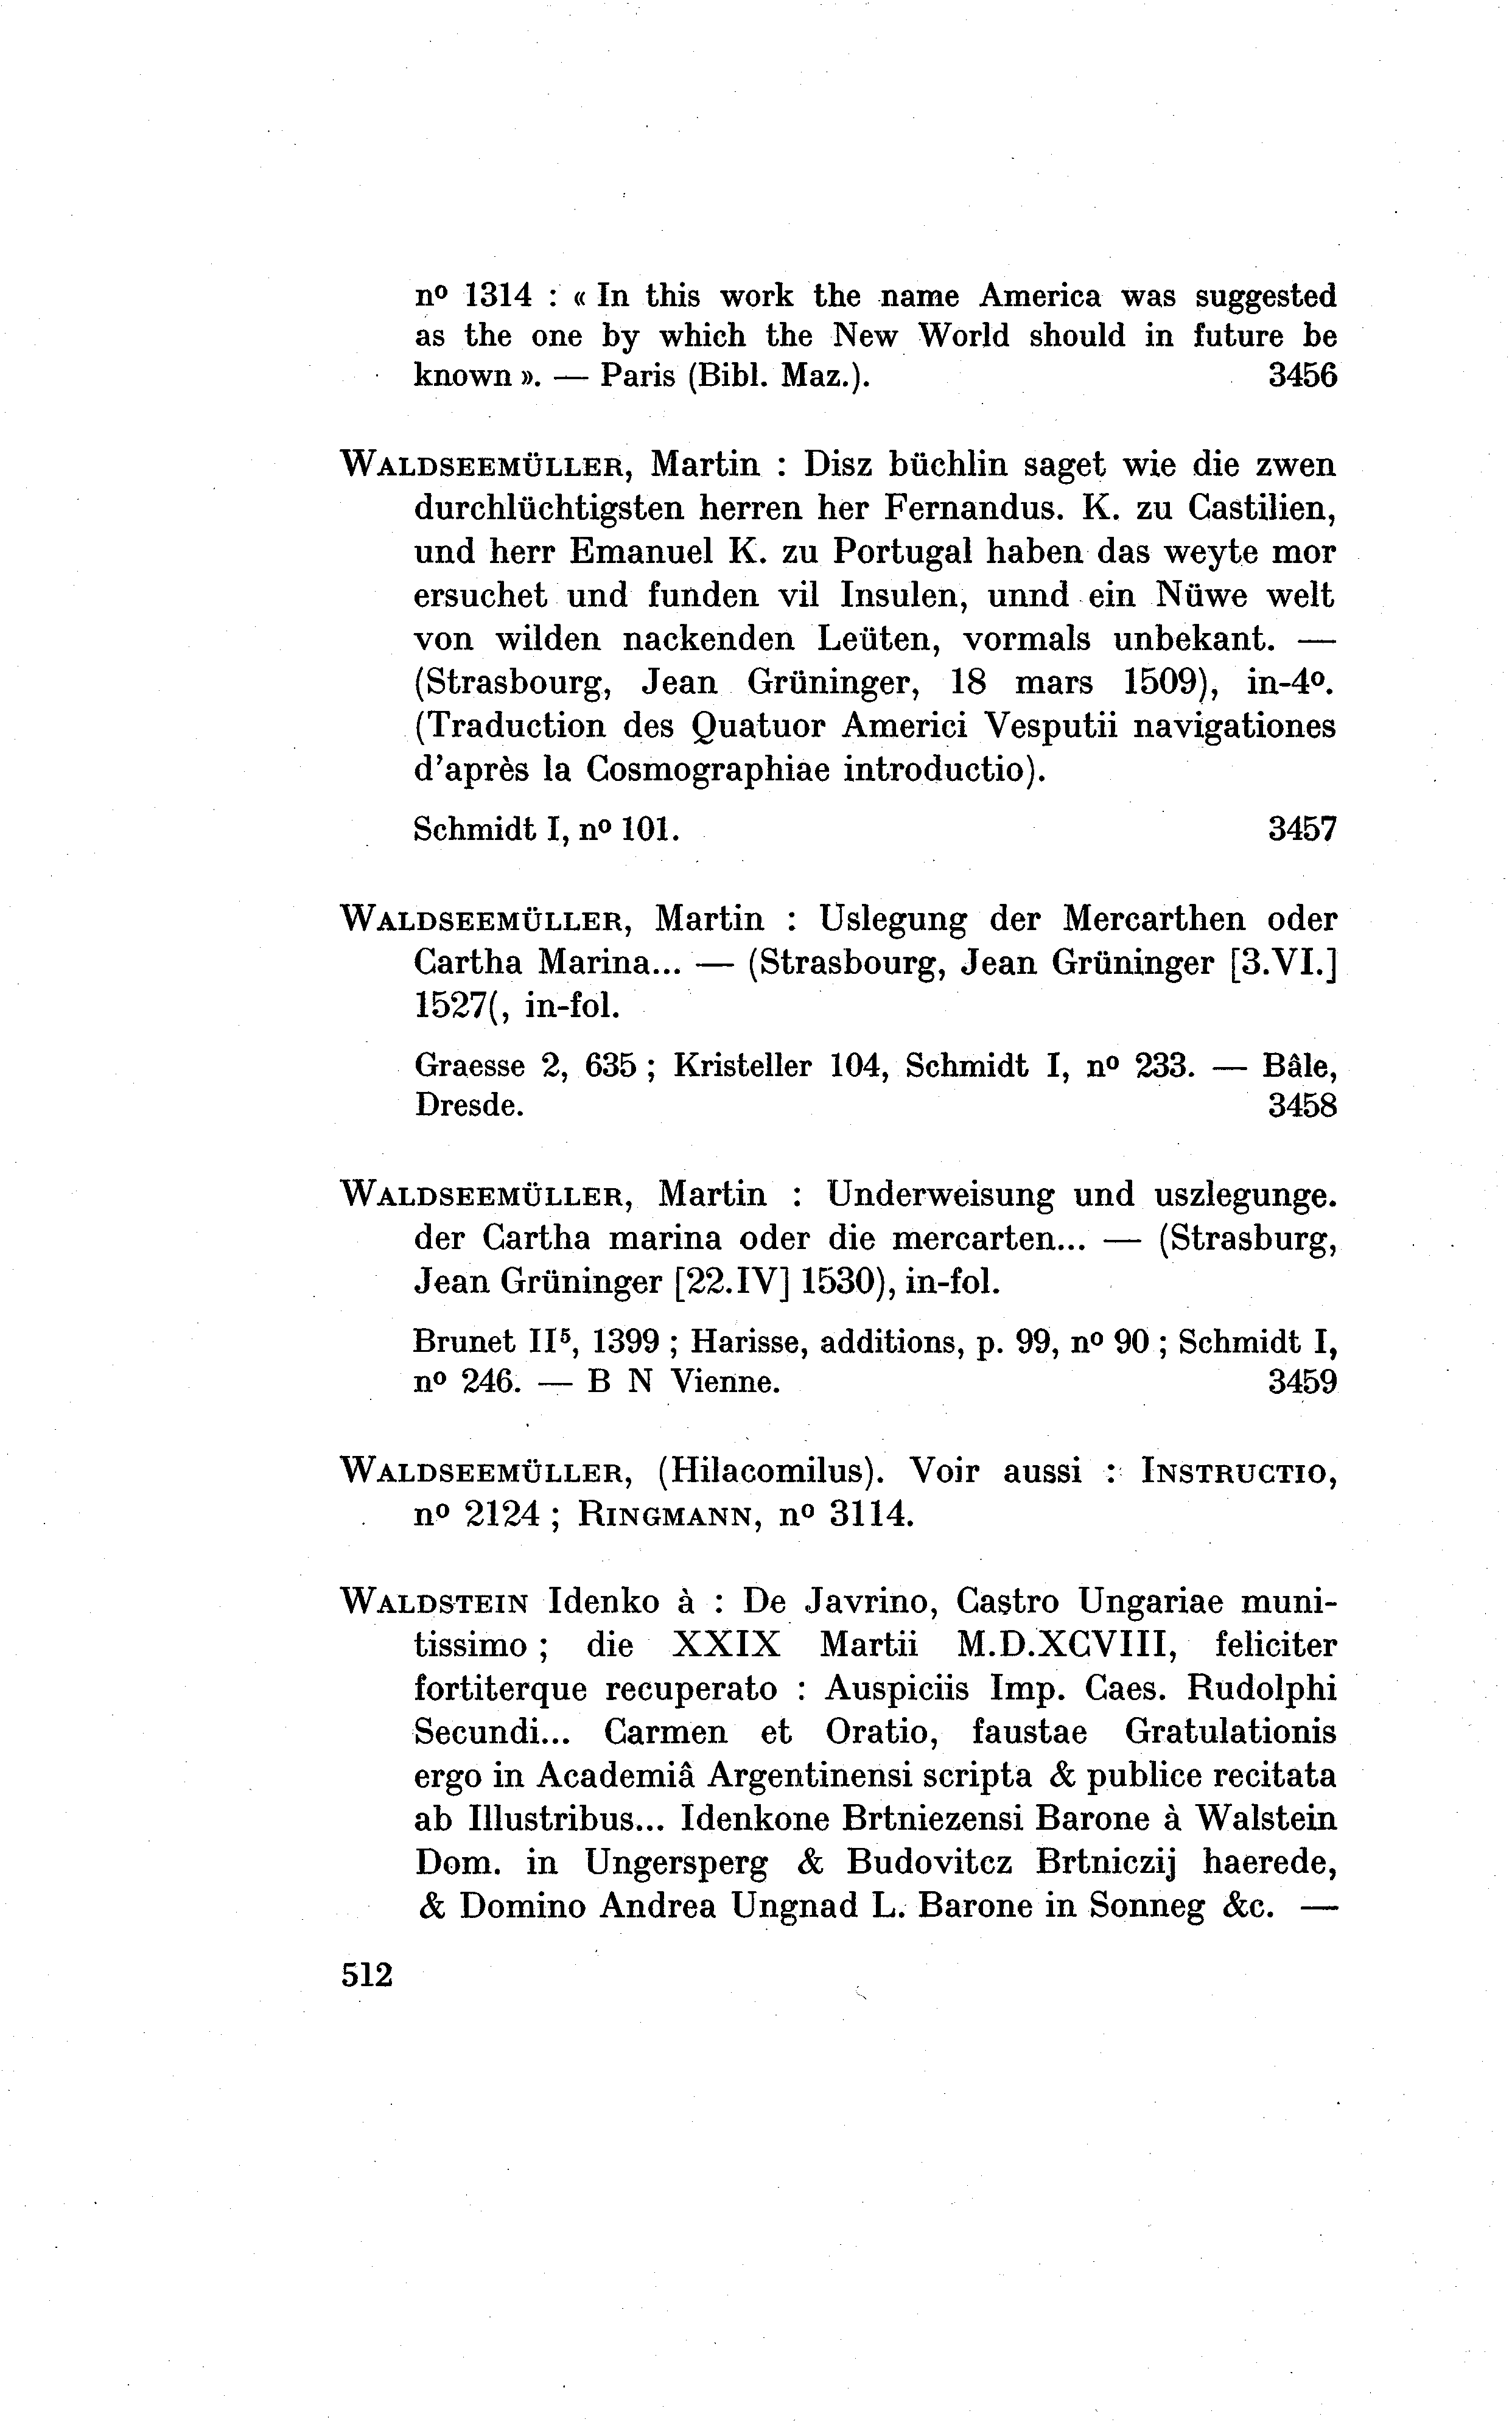 nº 1314 : « In this work the name America was suggested
as the one by which the New World should in future be
known ». — Paris (Bibl. Maz.). 3456
WALDSEEMÜLLER, Martin : Disz büchlin saget wie die zwen
durchlüchtigsten herren her Fernandus. K. zu Castilien,
und herr Emanuel K. zu Portugal haben das weyte mor
ersuchet und funden vil Insulen, unnd ein Nüwe welt
von wilden nackenden Leüten, vormals unbekant. —
(Strasbourg, Jean Grüninger, 18 mars 1509), in-4º.
(Traduction des Quatuor Americi Vesputii navigationes
d'après la Cosmographiae introductio).
Schmidt I, nº 101. 3457
WALDSEEMÜLLER, Martin : Uslegung der Mercarthen oder
Cartha Marina... — (Strasbourg, Jean Grüninger [3.VI.]
1527(, in-fol.
Graesse 2, 635 ; Kristeller 104, Schmidt I, nº 233. — Bâle,
Dresde. 3458
WALDSEEMÜLLER, Martin : Underweisung und uszlegunge.
der Cartha marina oder die mercarten... — (Strasburg,
Jean Grüninger [22.IV] 1530), in-fol.
Brunet II⁵, 1399 ; Harisse, additions, p. 99, nº 90 ; Schmidt I,
nº 246. — B N Vienne. 3459
WALDSEEMÜLLER, (Hilacomilus). Voir aussi : INSTRUCTIO,
nº 2124 ; RINGMANN, nº 3114.
WALDSTEIN Idenko à : De Javrino, Castro Ungariae muni-
tissimo ; die XXIX Martii M.D.XCVIII, feliciter
fortiterque recuperato : Auspiciis Imp. Caes. Rudolphi
Secundi... Carmen et Oratio, faustae Gratulationis
ergo in Academiâ Argentinensi scripta & publice recitata
ab Illustribus... Idenkone Brtniezensi Barone à Walstein
Dom. in Ungersperg & Budovitcz Brtniczij haerede,
& Domino Andrea Ungnad L. Barone in Sonneg &c. —
512